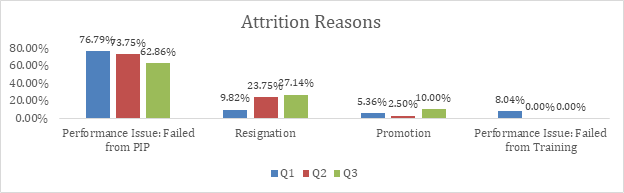 Attrition Reasons
76.79% 73.75% 62.86%
9.82% 23.75% 27.14%
5.36% 2.50% 10.00%
8.04% 0.00% 0.00%
80.00%
60.00%
40.00%
20.00%
0.00%
Performance Issue: Failed
from PIP
Resignation
Promotion
Performance Issue: Failed
from Training
Q1 Q2 Q3